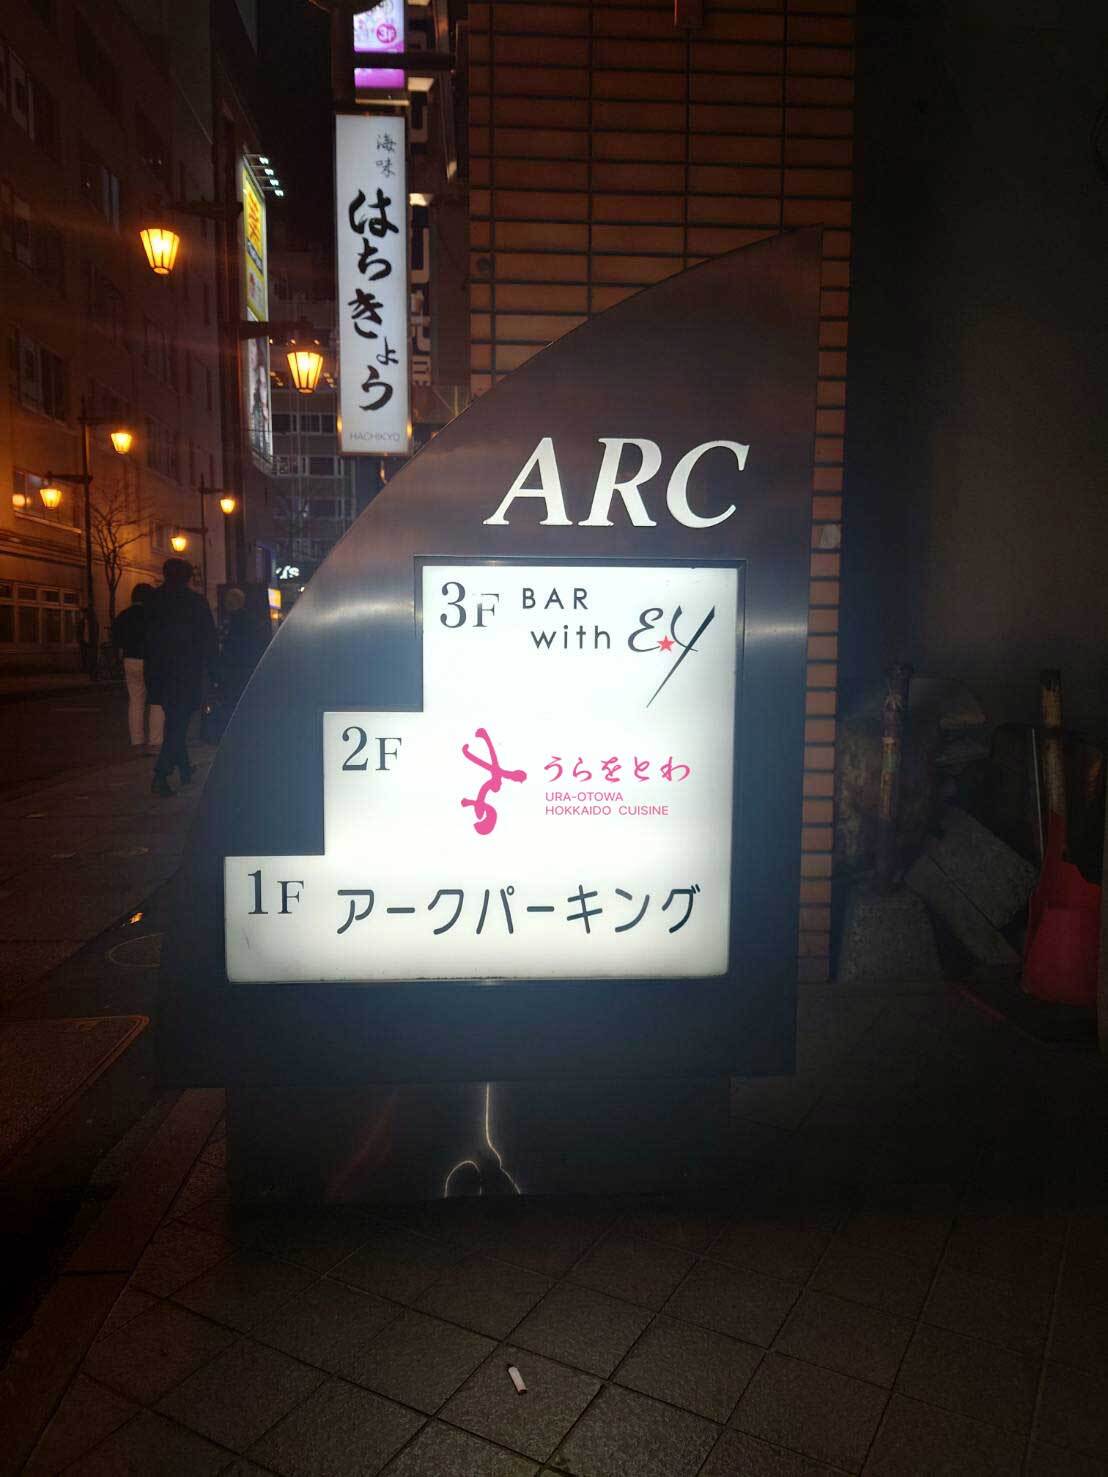 3F
海味
はちきょう
HACHIKYO
ARC
3F BAR
with E★Y
2F うらをとわ
URA-OTOWA
HOKKAIDO CUISINE
1F アークパーキング